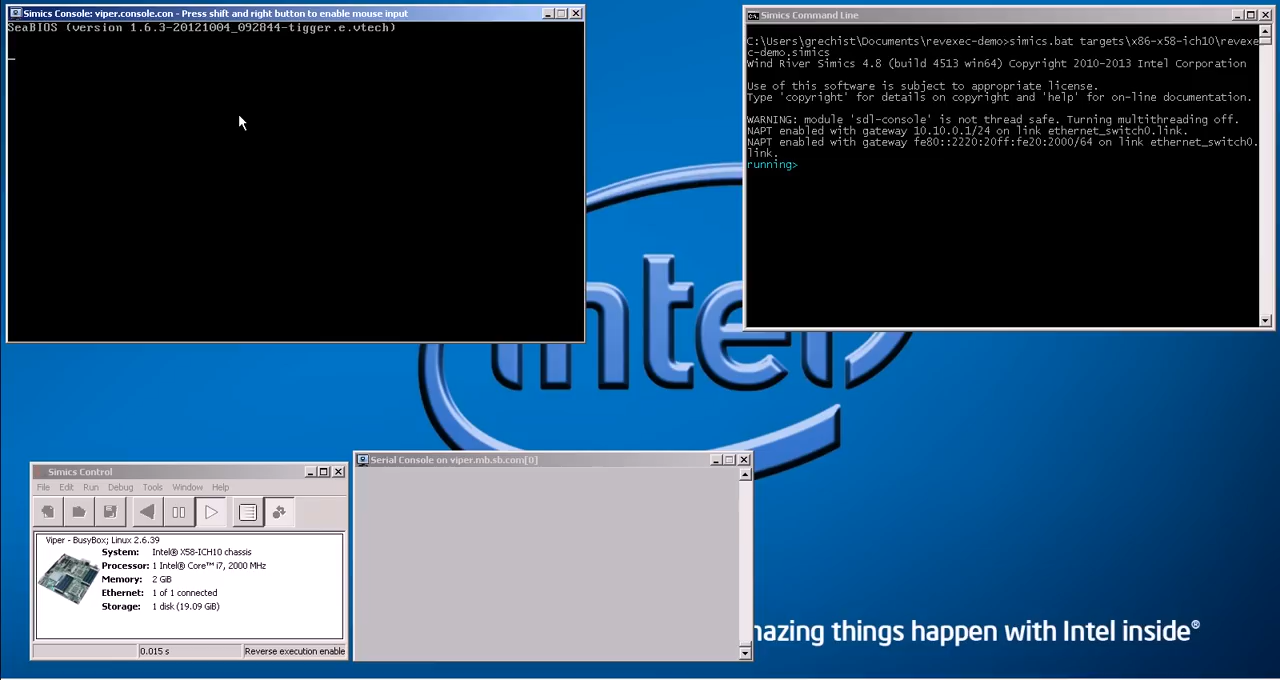 Simics Console: viper.console.con - Press shift and right button to enable mouse input
SeaBIOS (version 1.6.3-20121004_092844-tigger.e.vtech)
Simics Command Line
C:\Users\grechist\Documents\revexec-demo>simics.bat targets\x86-x58-ich10\revexe
c-demo.simics
Wind River Simics 4.8 (build 4513 win64) Copyright 2010-2013 Intel Corporation
Use of this software is subject to appropriate license.
Type 'copyright' for details on copyright and 'help' for on-line documentation.
WARNING: module 'sdl-console' is not thread safe. Turning multithreading off.
NAPT enabled with gateway 10.10.0.1/24 on link ethernet_switch0.link.
NAPT enabled with gateway fe80::2220:20ff:fe20:2000/64 on link ethernet_switch0.
link.
running>
intel
Simics Control
File Edit Run Debug Tools Window Help
Viper - BusyBox; Linux 2.6.39
System: Intel® X58-ICH10 chassis
Processor: 1 Intel® Core™ i7, 2000 MHz
Memory: 2 GiB
Ethernet: 1 of 1 connected
Storage: 1 disk (19.09 GiB)
0.015 s
Reverse execution enable
Serial Console on viper.mb.sb.com[0]
mazing things happen with Intel inside®